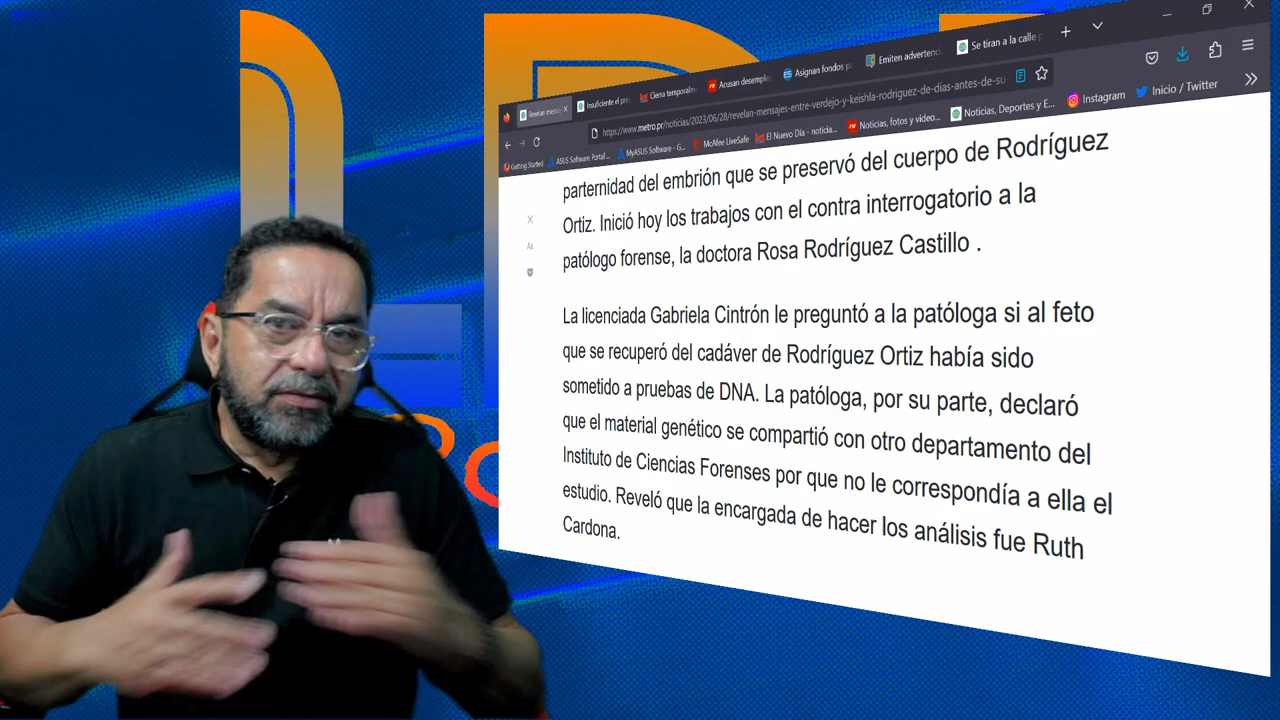 Revelan mensaj
Insuficiente el pre
Cierra temporalme
Acusan desemple
Asignan fondos p
Emiten advertenc
Se tiran a la calle p
https://www.metro.pr/noticias/2023/06/28/revelan-mensajes-entre-verdejo-y-keishla-rodriguez-de-dias-antes-de-su
Getting Started
ASUS Software Portal ...
MyASUS Software - G...
McAfee LiveSafe
El Nuevo Día - noticia...
Noticias, fotos y video...
Noticias, Deportes y E...
Instagram
Inicio / Twitter
parternidad del embrión que se preservó del cuerpo de Rodríguez
Ortiz. Inició hoy los trabajos con el contra interrogatorio a la
patólogo forense, la doctora Rosa Rodríguez Castillo .
La licenciada Gabriela Cintrón le preguntó a la patóloga si al feto
que se recuperó del cadáver de Rodríguez Ortiz había sido
sometido a pruebas de DNA. La patóloga, por su parte, declaró
que el material genético se compartió con otro departamento del
Instituto de Ciencias Forenses por que no le correspondía a ella el
estudio. Reveló que la encargada de hacer los análisis fue Ruth
Cardona.